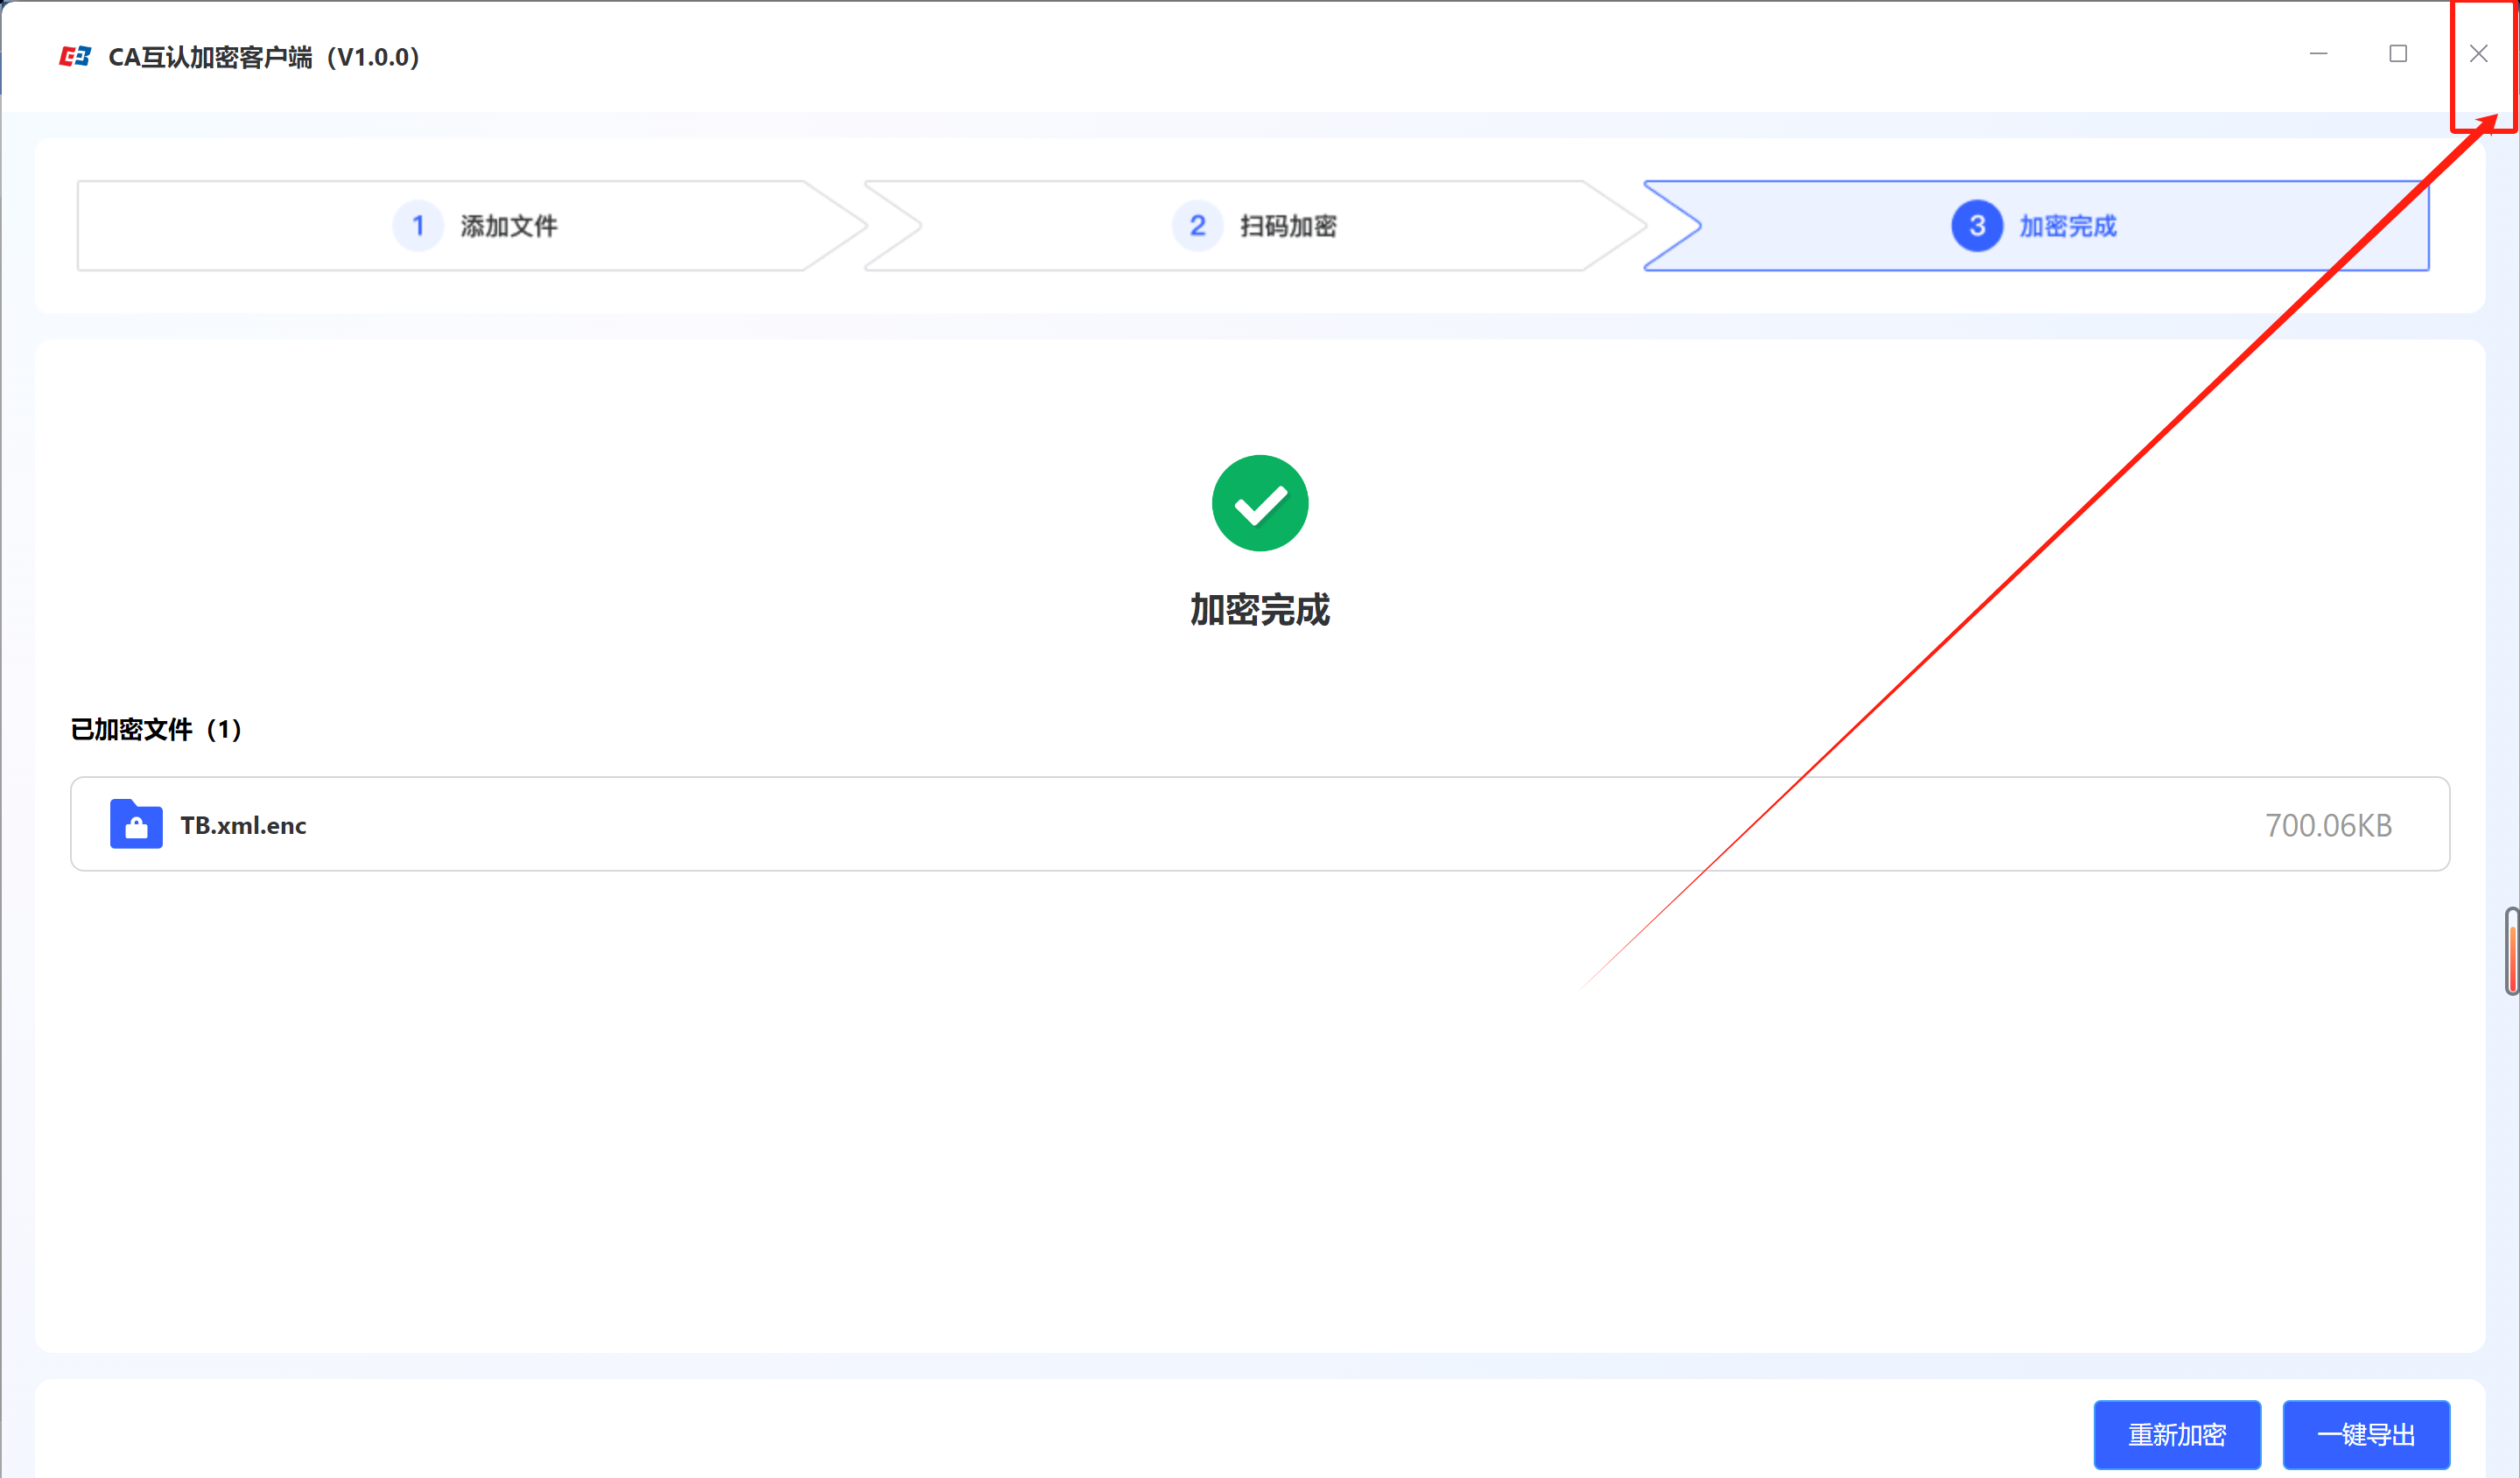 CA互认加密客户端（V1.0.0）
1 添加文件
2 扫码加密
3 加密完成
加密完成
已加密文件（1）
TB.xml.enc 700.06KB
重新加密 一键导出